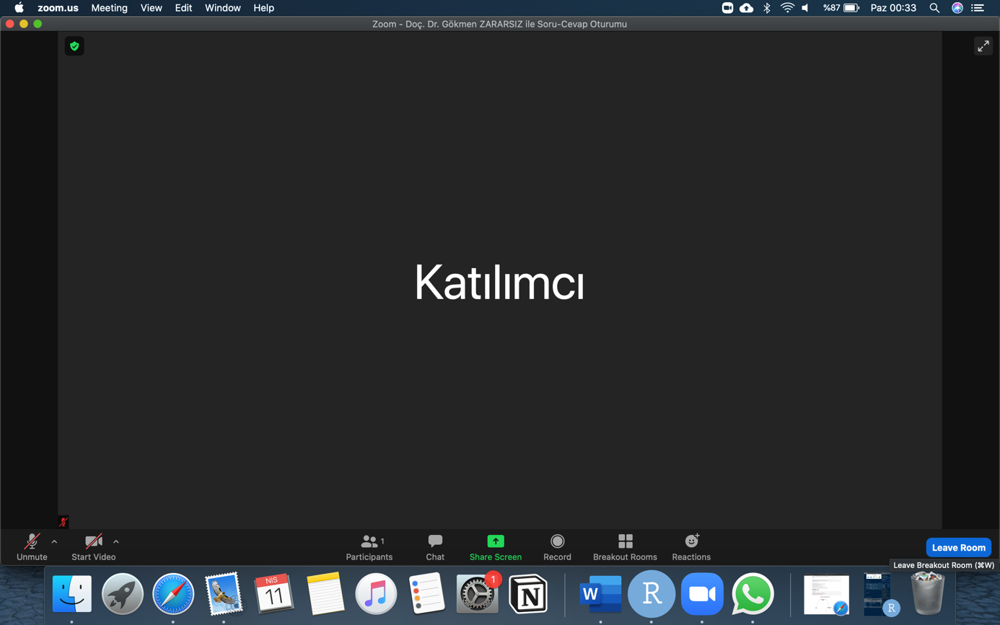 zoom.us Meeting View Edit Window Help %87 Paz 00:33
Zoom - Doç. Dr. Gökmen ZARARSIZ ile Soru-Cevap Oturumu
Katılımcı
1
Unmute Start Video Participants Chat Share Screen Record Breakout Rooms Reactions Leave Room
Leave Breakout Room (⌘W)
NIS
11
1
N
W
R
R